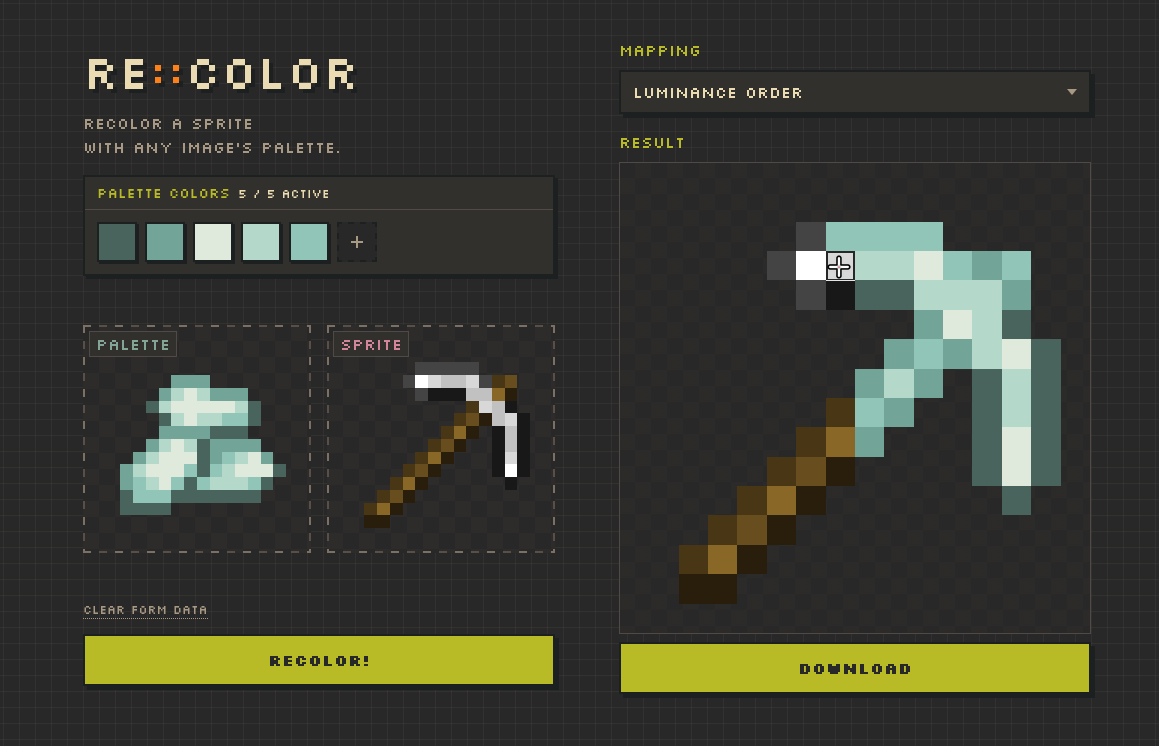 RE::COLOR
RECOLOR A SPRITE
WITH ANY IMAGE'S PALETTE.
PALETTE COLORS 5 / 5 ACTIVE
+
PALETTE
SPRITE
CLEAR FORM DATA
RECOLOR!
MAPPING
LUMINANCE ORDER
RESULT
DOWNLOAD